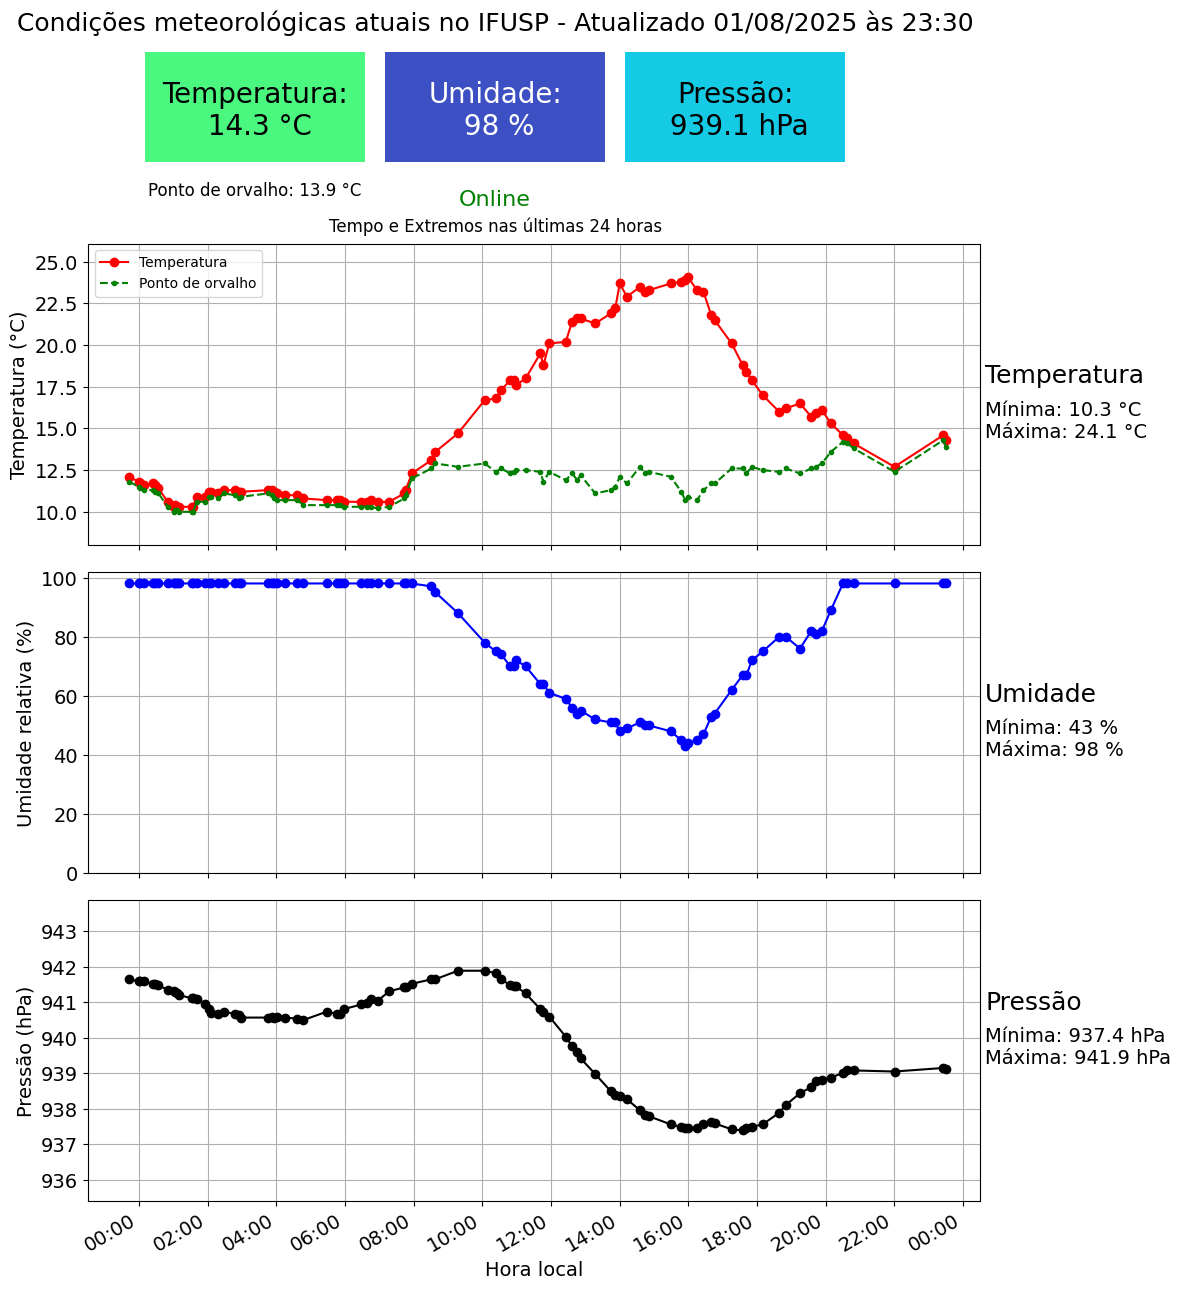 Condições meteorológicas atuais no IFUSP - Atualizado 01/08/2025 às 23:30
Temperatura:
14.3 °C
Umidade:
98 %
Pressão:
939.1 hPa
Ponto de orvalho: 13.9 °C
Online
Tempo e Extremos nas últimas 24 horas
Temperatura (°C)
25.0
22.5
20.0
17.5
15.0
12.5
10.0
Temperatura
Ponto de orvalho
Temperatura
Mínima: 10.3 °C
Máxima: 24.1 °C
Umidade relativa (%)
100
80
60
40
20
0
Umidade
Mínima: 43 %
Máxima: 98 %
Pressão (hPa)
943
942
941
940
939
938
937
936
Pressão
Mínima: 937.4 hPa
Máxima: 941.9 hPa
00:00 02:00 04:00 06:00 08:00 10:00 12:00 14:00 16:00 18:00 20:00 22:00 00:00
Hora local